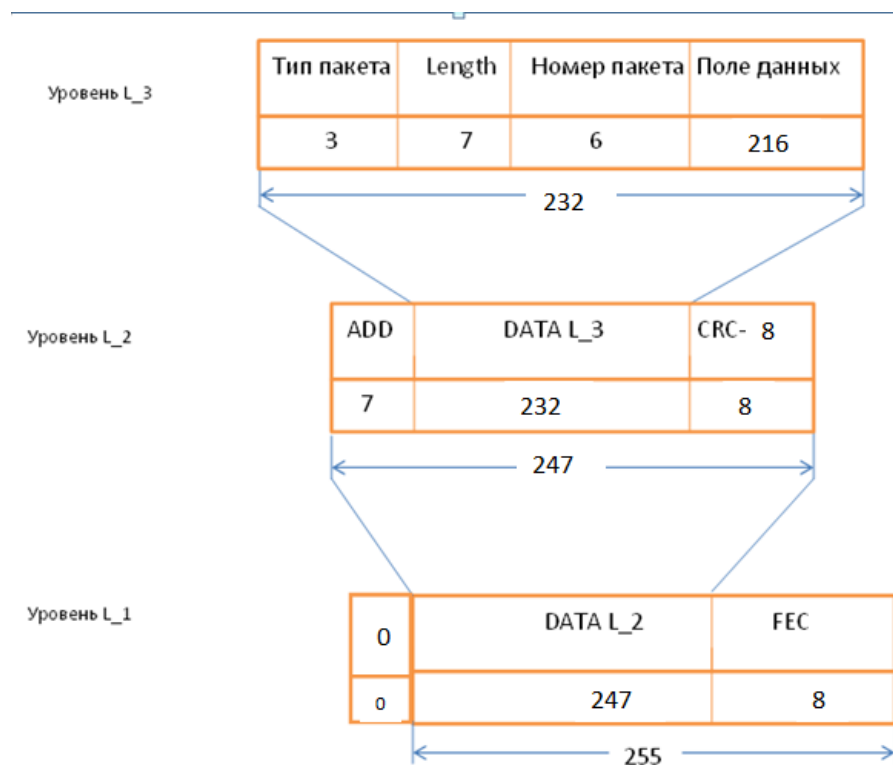 Уровень L_3
Тип пакета Length Номер пакета Поле данных
3 7 6 216
232
Уровень L_2
ADD DATA L_3 CRC- 8
7 232 8
247
Уровень L_1
0 DATA L_2 FEC
0 247 8
255